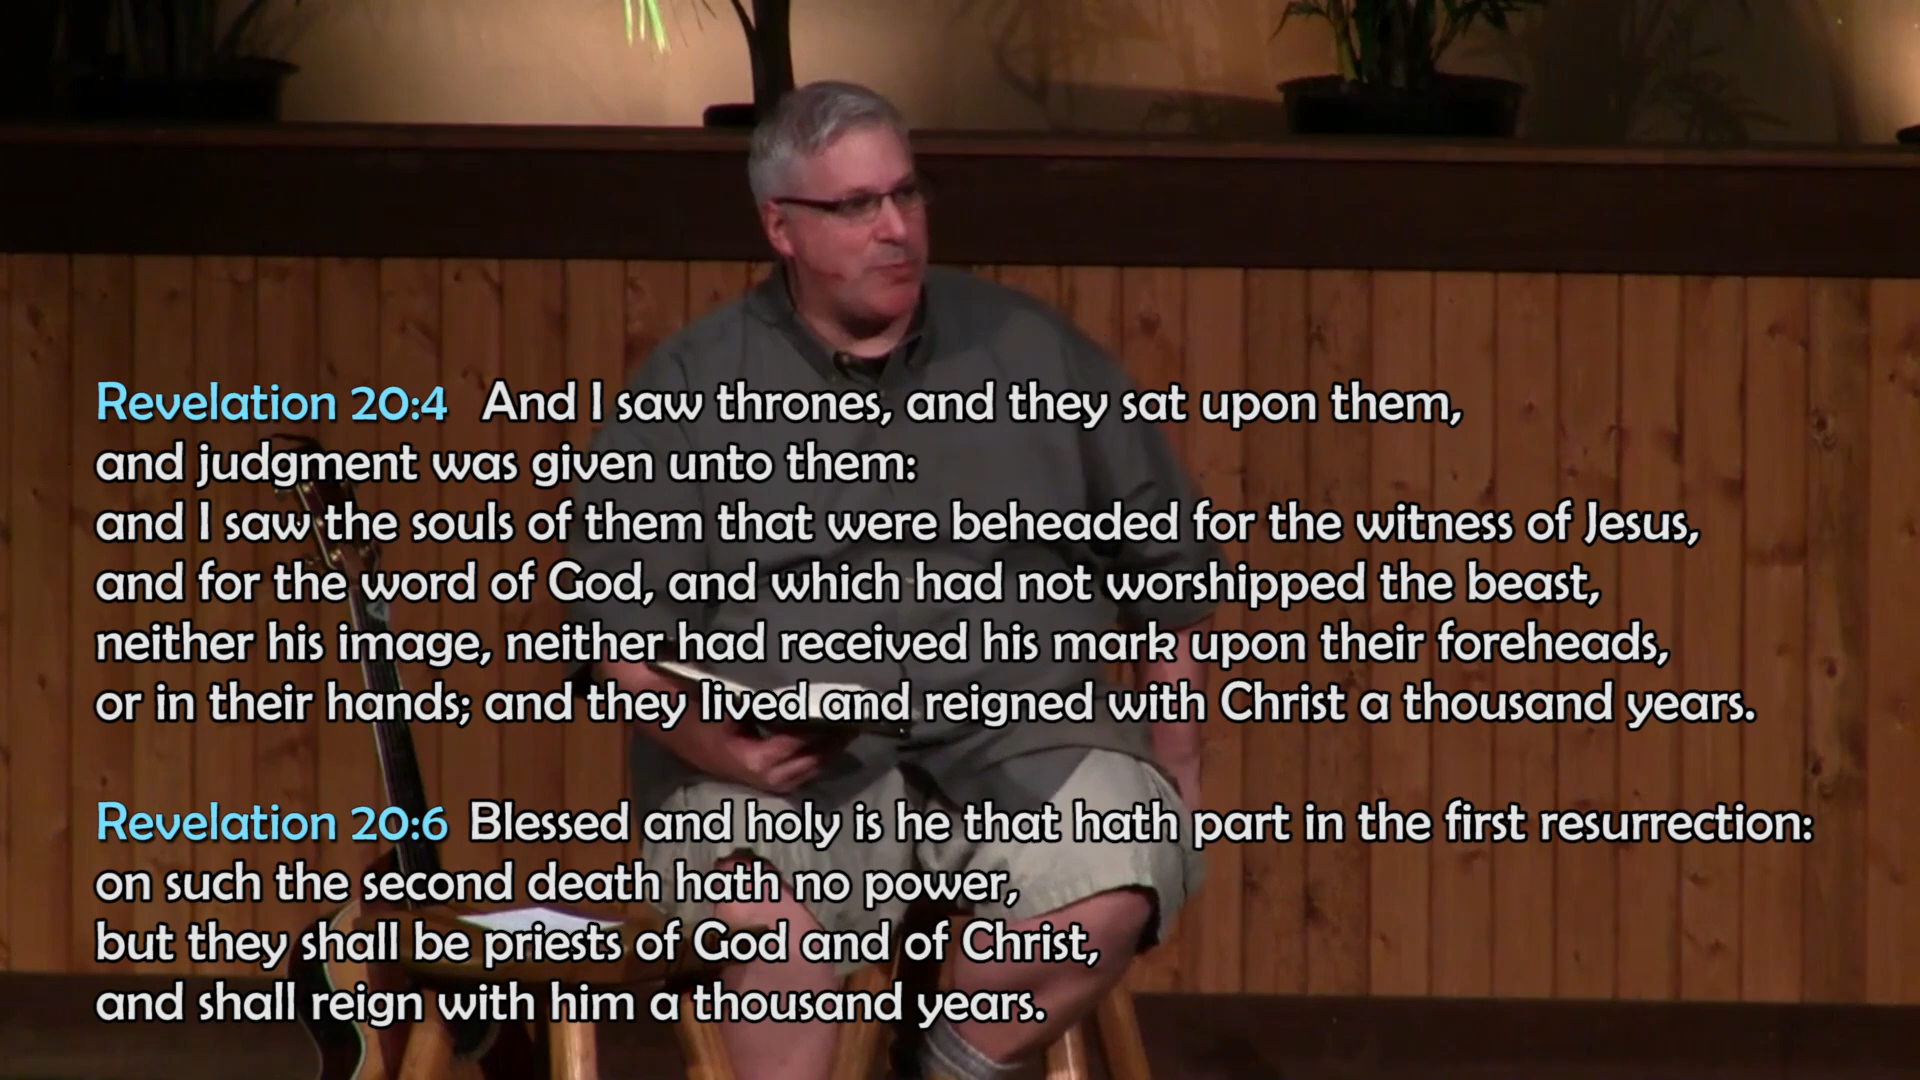 Revelation 20:4 And I saw thrones, and they sat upon them,
and judgment was given unto them:
and I saw the souls of them that were beheaded for the witness of Jesus,
and for the word of God, and which had not worshipped the beast,
neither his image, neither had received his mark upon their foreheads,
or in their hands; and they lived and reigned with Christ a thousand years.
Revelation 20:6 Blessed and holy is he that hath part in the first resurrection:
on such the second death hath no power,
but they shall be priests of God and of Christ,
and shall reign with him a thousand years.